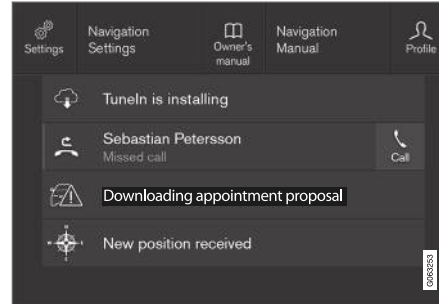 Settings
Navigation
Settings
Owner's
manual
Navigation
Manual
Profile
TuneIn is installing
Sebastian Petersson
Missed call
Call
Downloading appointment proposal
New position received
G063253